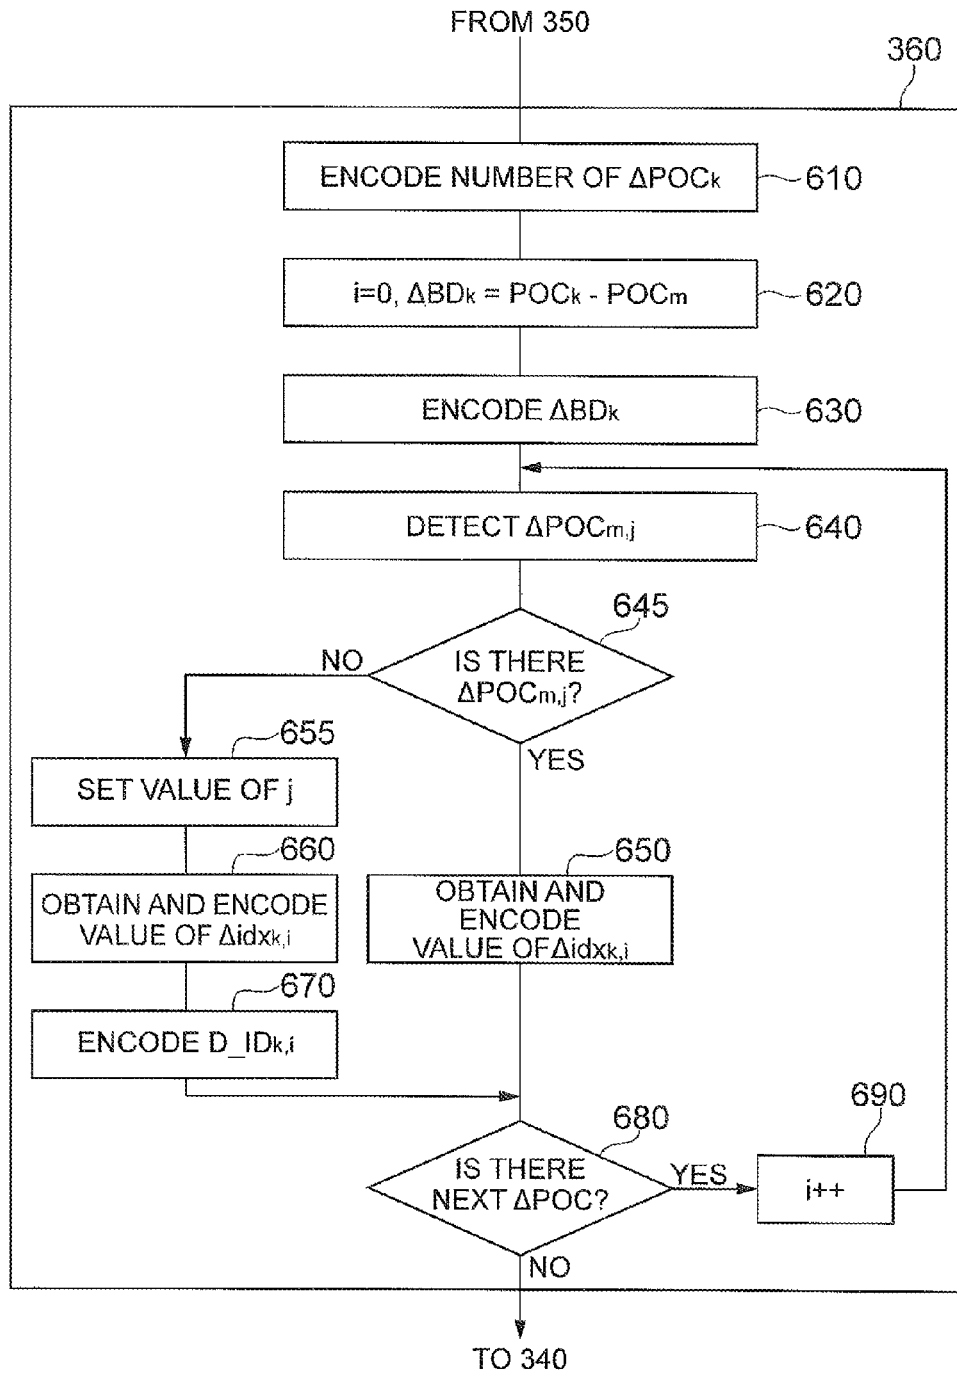 FROM 350
360
ENCODE NUMBER OF ΔPOCk
610
i=0, ΔBDk = POCk - POCm
620
ENCODE ΔBDk
630
DETECT ΔPOCm,j
640
645
IS THERE
ΔPOCm,j?
NO
YES
655
SET VALUE OF j
660
OBTAIN AND ENCODE
VALUE OF Δidxk,i
650
OBTAIN AND
ENCODE
VALUE OFΔidxk,i
670
ENCODE D_IDk,i
680
IS THERE
NEXT ΔPOC?
YES
690
i++
NO
TO 340